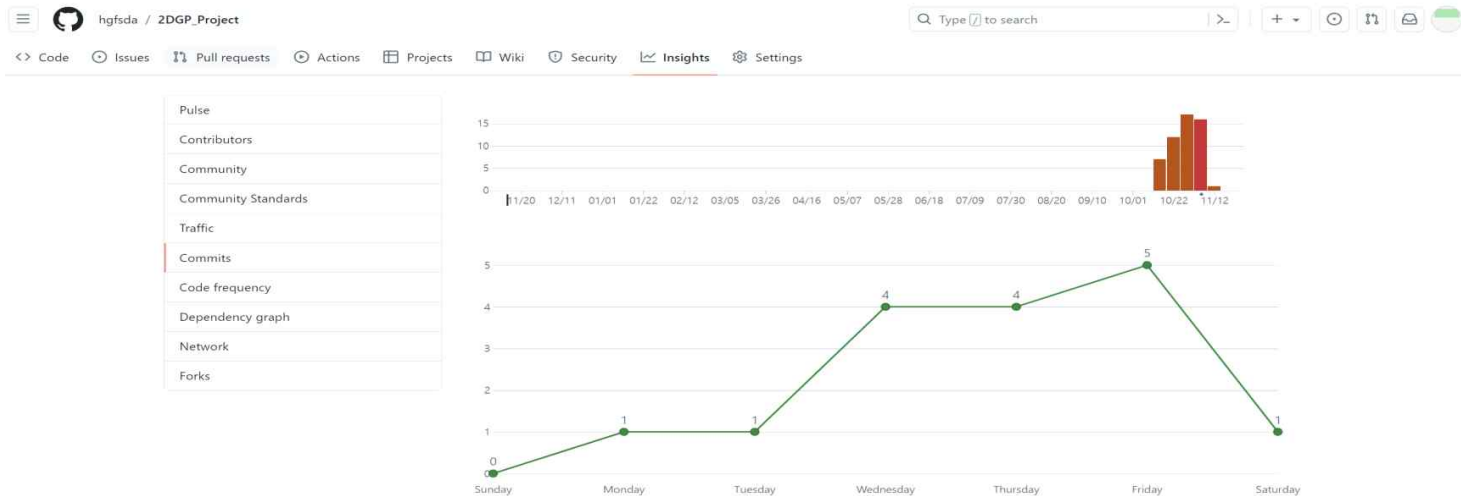 hgfsda / 2DGP_Project
Type / to search
<> Code Issues Pull requests Actions Projects Wiki Security Insights Settings
Pulse
Contributors
Community
Community Standards
Traffic
Commits
Code frequency
Dependency graph
Network
Forks
15
10
5
0
11/20 12/11 01/01 01/22 02/12 03/05 03/26 04/16 05/07 05/28 06/18 07/09 07/30 08/20 09/10 10/01 10/22 11/12
5
5
4
4
4
3
2
1
1
1
1
0
0
Sunday Monday Tuesday Wednesday Thursday Friday Saturday